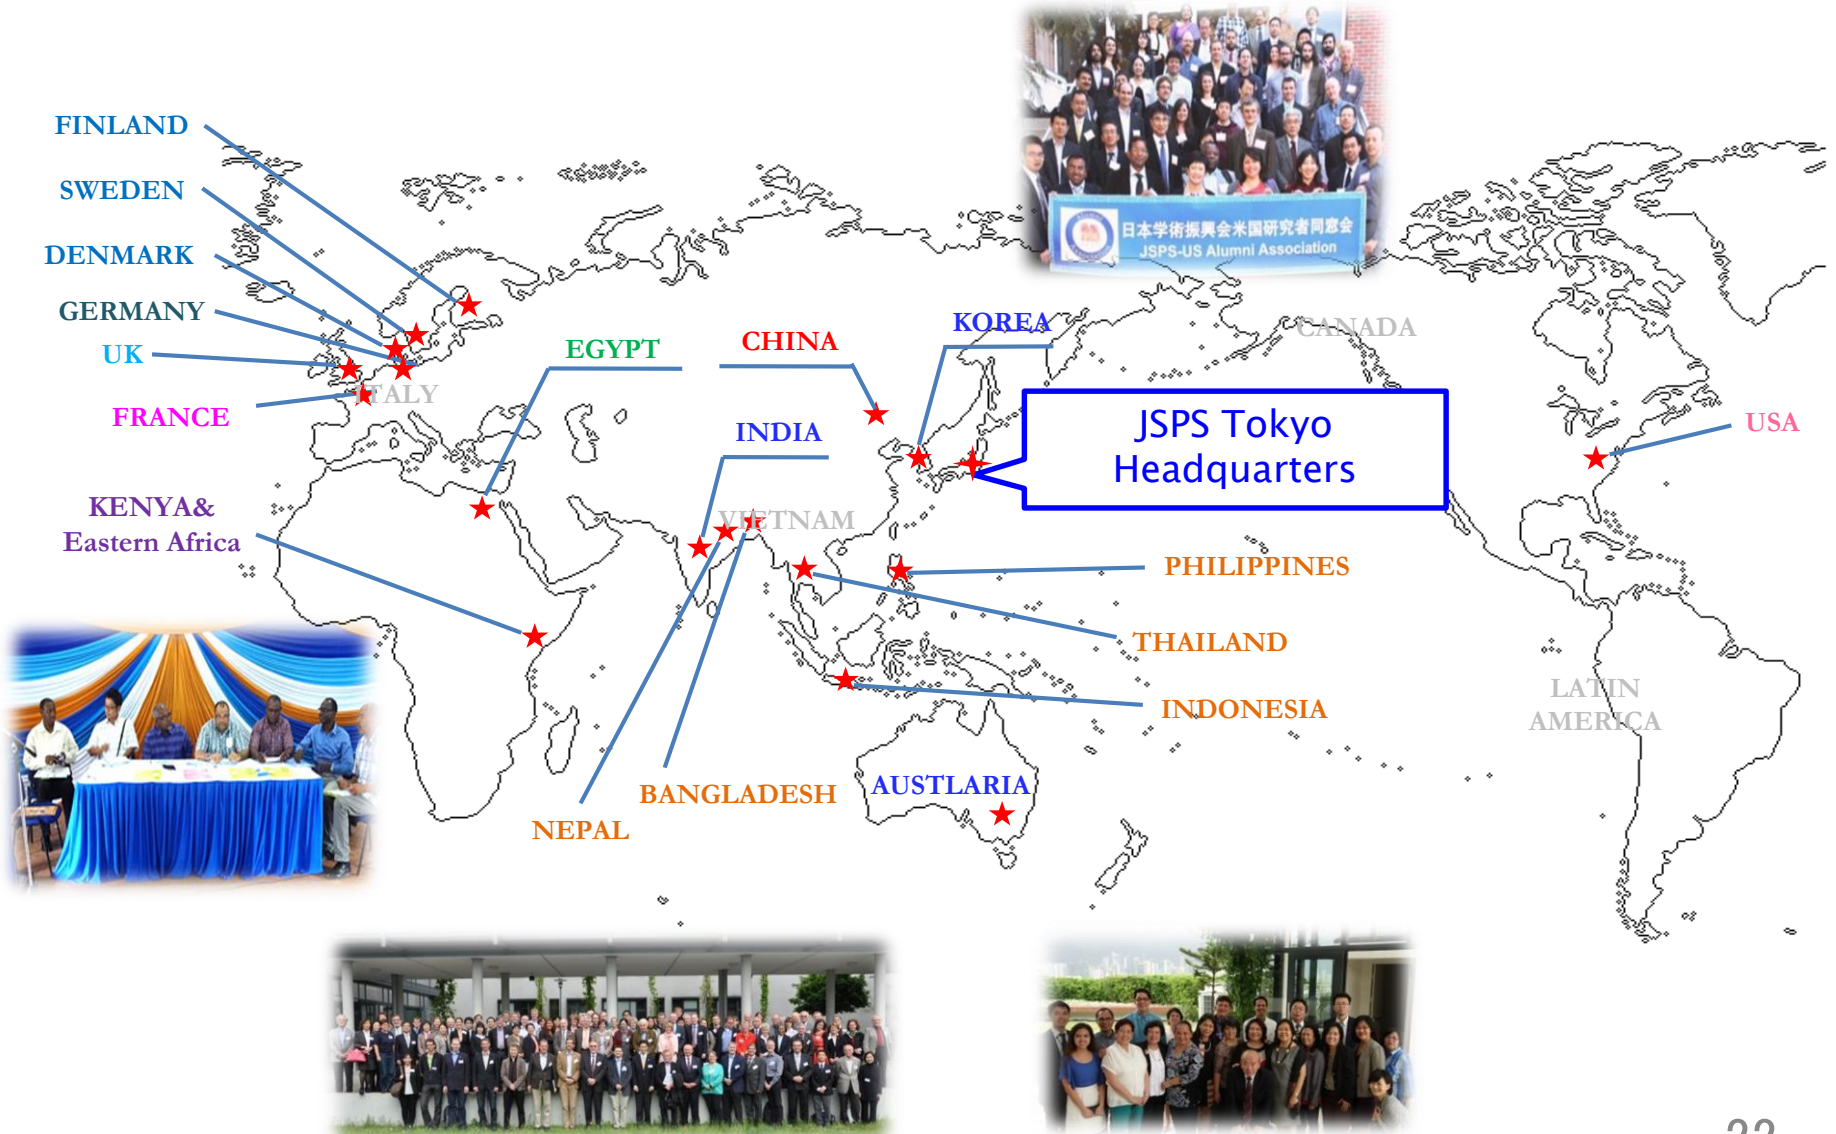 日本学術振興会米国研究者同窓会
JSPS-US Alumni Association
FINLAND
SWEDEN
DENMARK
GERMANY
UK
ITALY
FRANCE
EGYPT
CHINA
KOREA
CANADA
JSPS Tokyo
Headquarters
USA
INDIA
VIETNAM
KENYA&
Eastern Africa
PHILIPPINES
THAILAND
INDONESIA
LATIN
AMERICA
BANGLADESH
AUSTLARIA
NEPAL